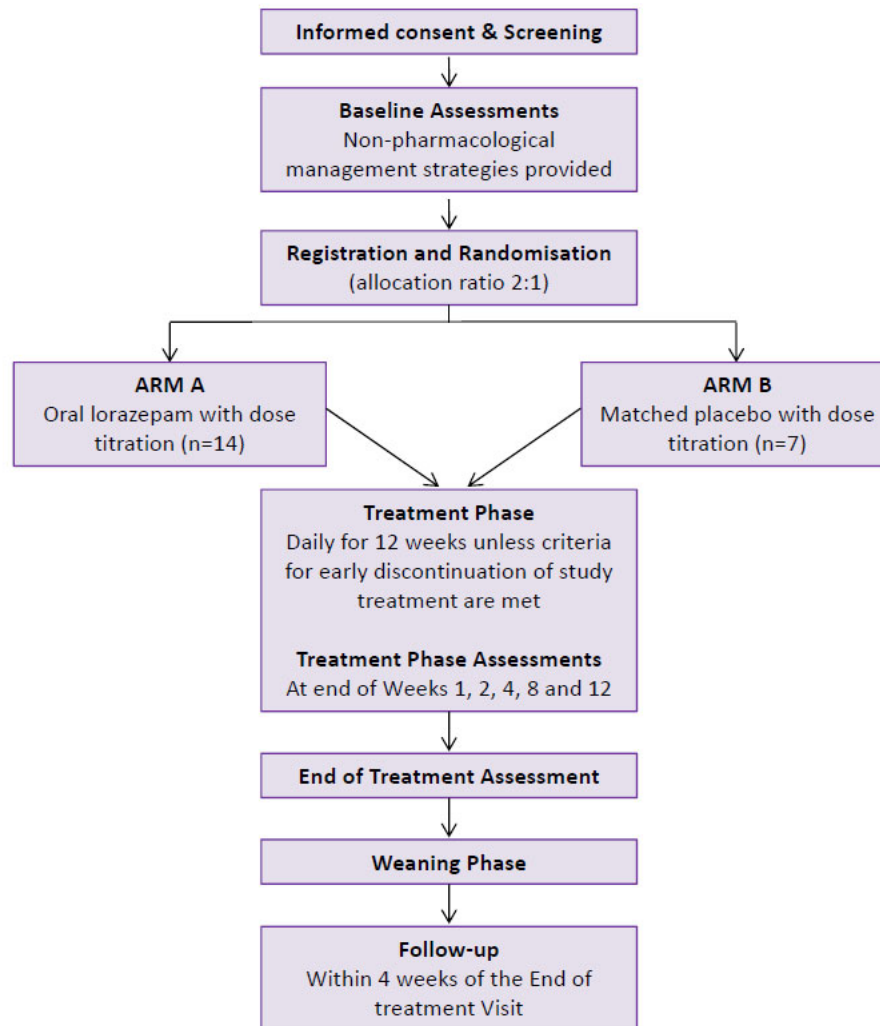 Informed consent & Screening
Baseline Assessments
Non-pharmacological
management strategies provided
Registration and Randomisation
(allocation ratio 2:1)
ARM A
Oral lorazepam with dose
titration (n=14)
ARM B
Matched placebo with dose
titration (n=7)
Treatment Phase
Daily for 12 weeks unless criteria
for early discontinuation of study
treatment are met
Treatment Phase Assessments
At end of Weeks 1, 2, 4, 8 and 12
End of Treatment Assessment
Weaning Phase
Follow-up
Within 4 weeks of the End of
treatment Visit